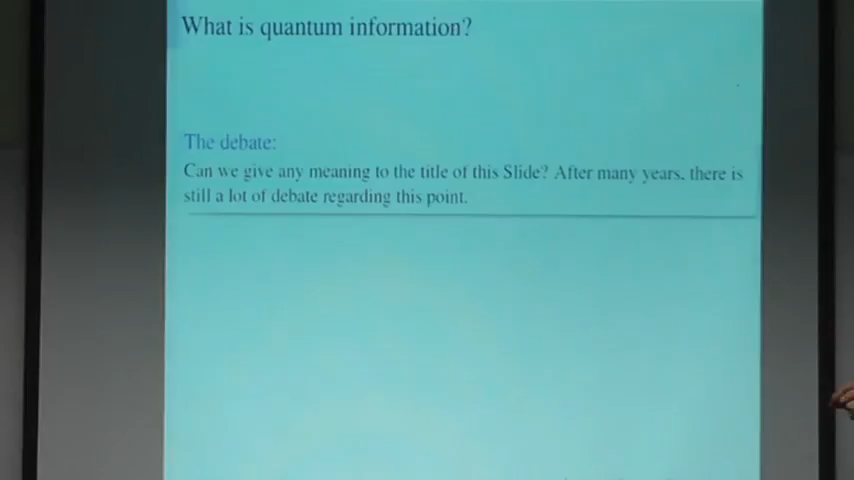 What is quantum information?
The debate:
Can we give any meaning to the title of this Slide? After many years, there is
still a lot of debate regarding this point.